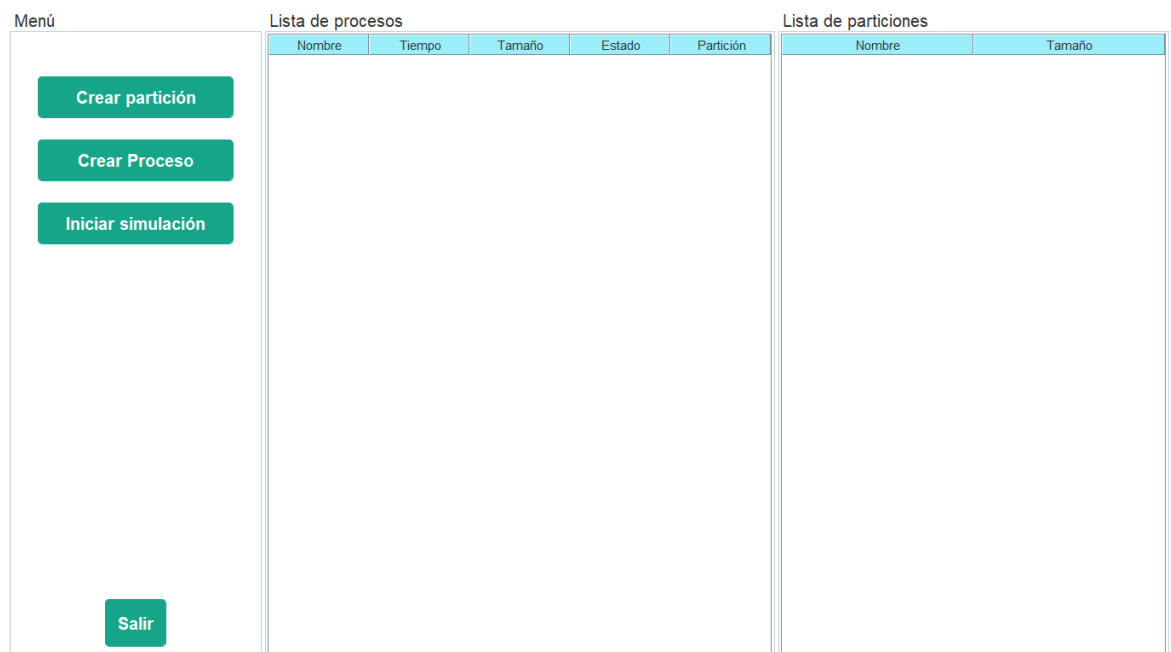 Menú
Crear partición
Crear Proceso
Iniciar simulación
Salir
Lista de procesos
Nombre Tiempo Tamaño Estado Partición
Lista de particiones
Nombre Tamaño